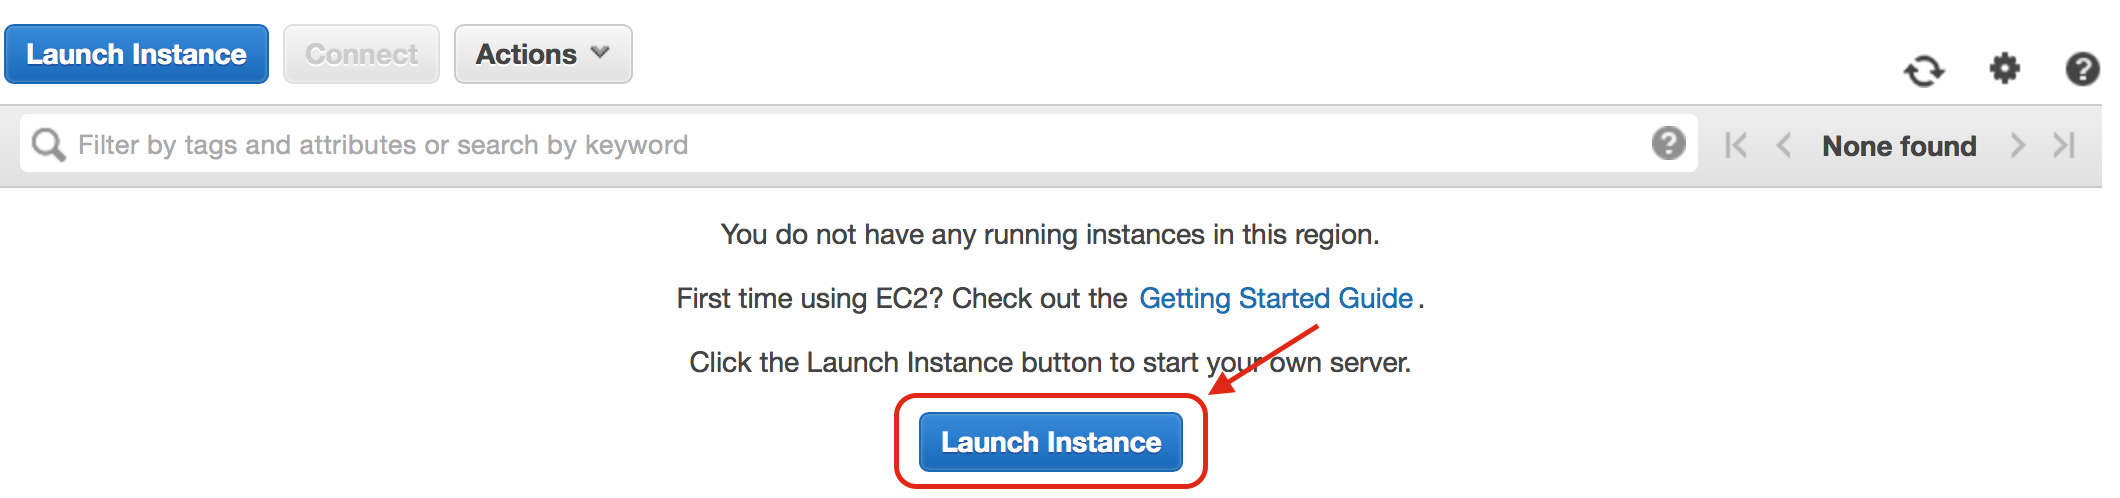 Launch Instance Connect Actions
Filter by tags and attributes or search by keyword None found
You do not have any running instances in this region.
First time using EC2? Check out the Getting Started Guide.
Click the Launch Instance button to start your own server.
Launch Instance